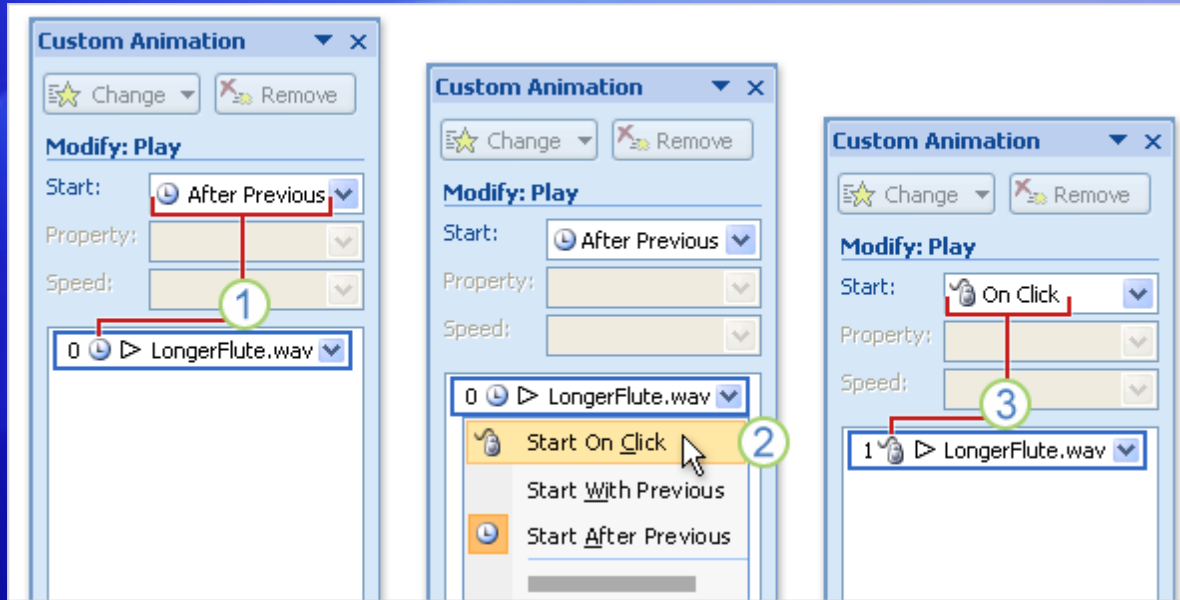 Custom Animation
Change
Remove
Modify: Play
Start:
After Previous
Property:
Speed:
1
0 LongerFlute.wav
Custom Animation
Change
Remove
Modify: Play
Start:
After Previous
Property:
Speed:
0 LongerFlute.wav
Start On Click
2
Start With Previous
Start After Previous
Custom Animation
Change
Remove
Modify: Play
Start:
On Click
Property:
Speed:
3
1 LongerFlute.wav